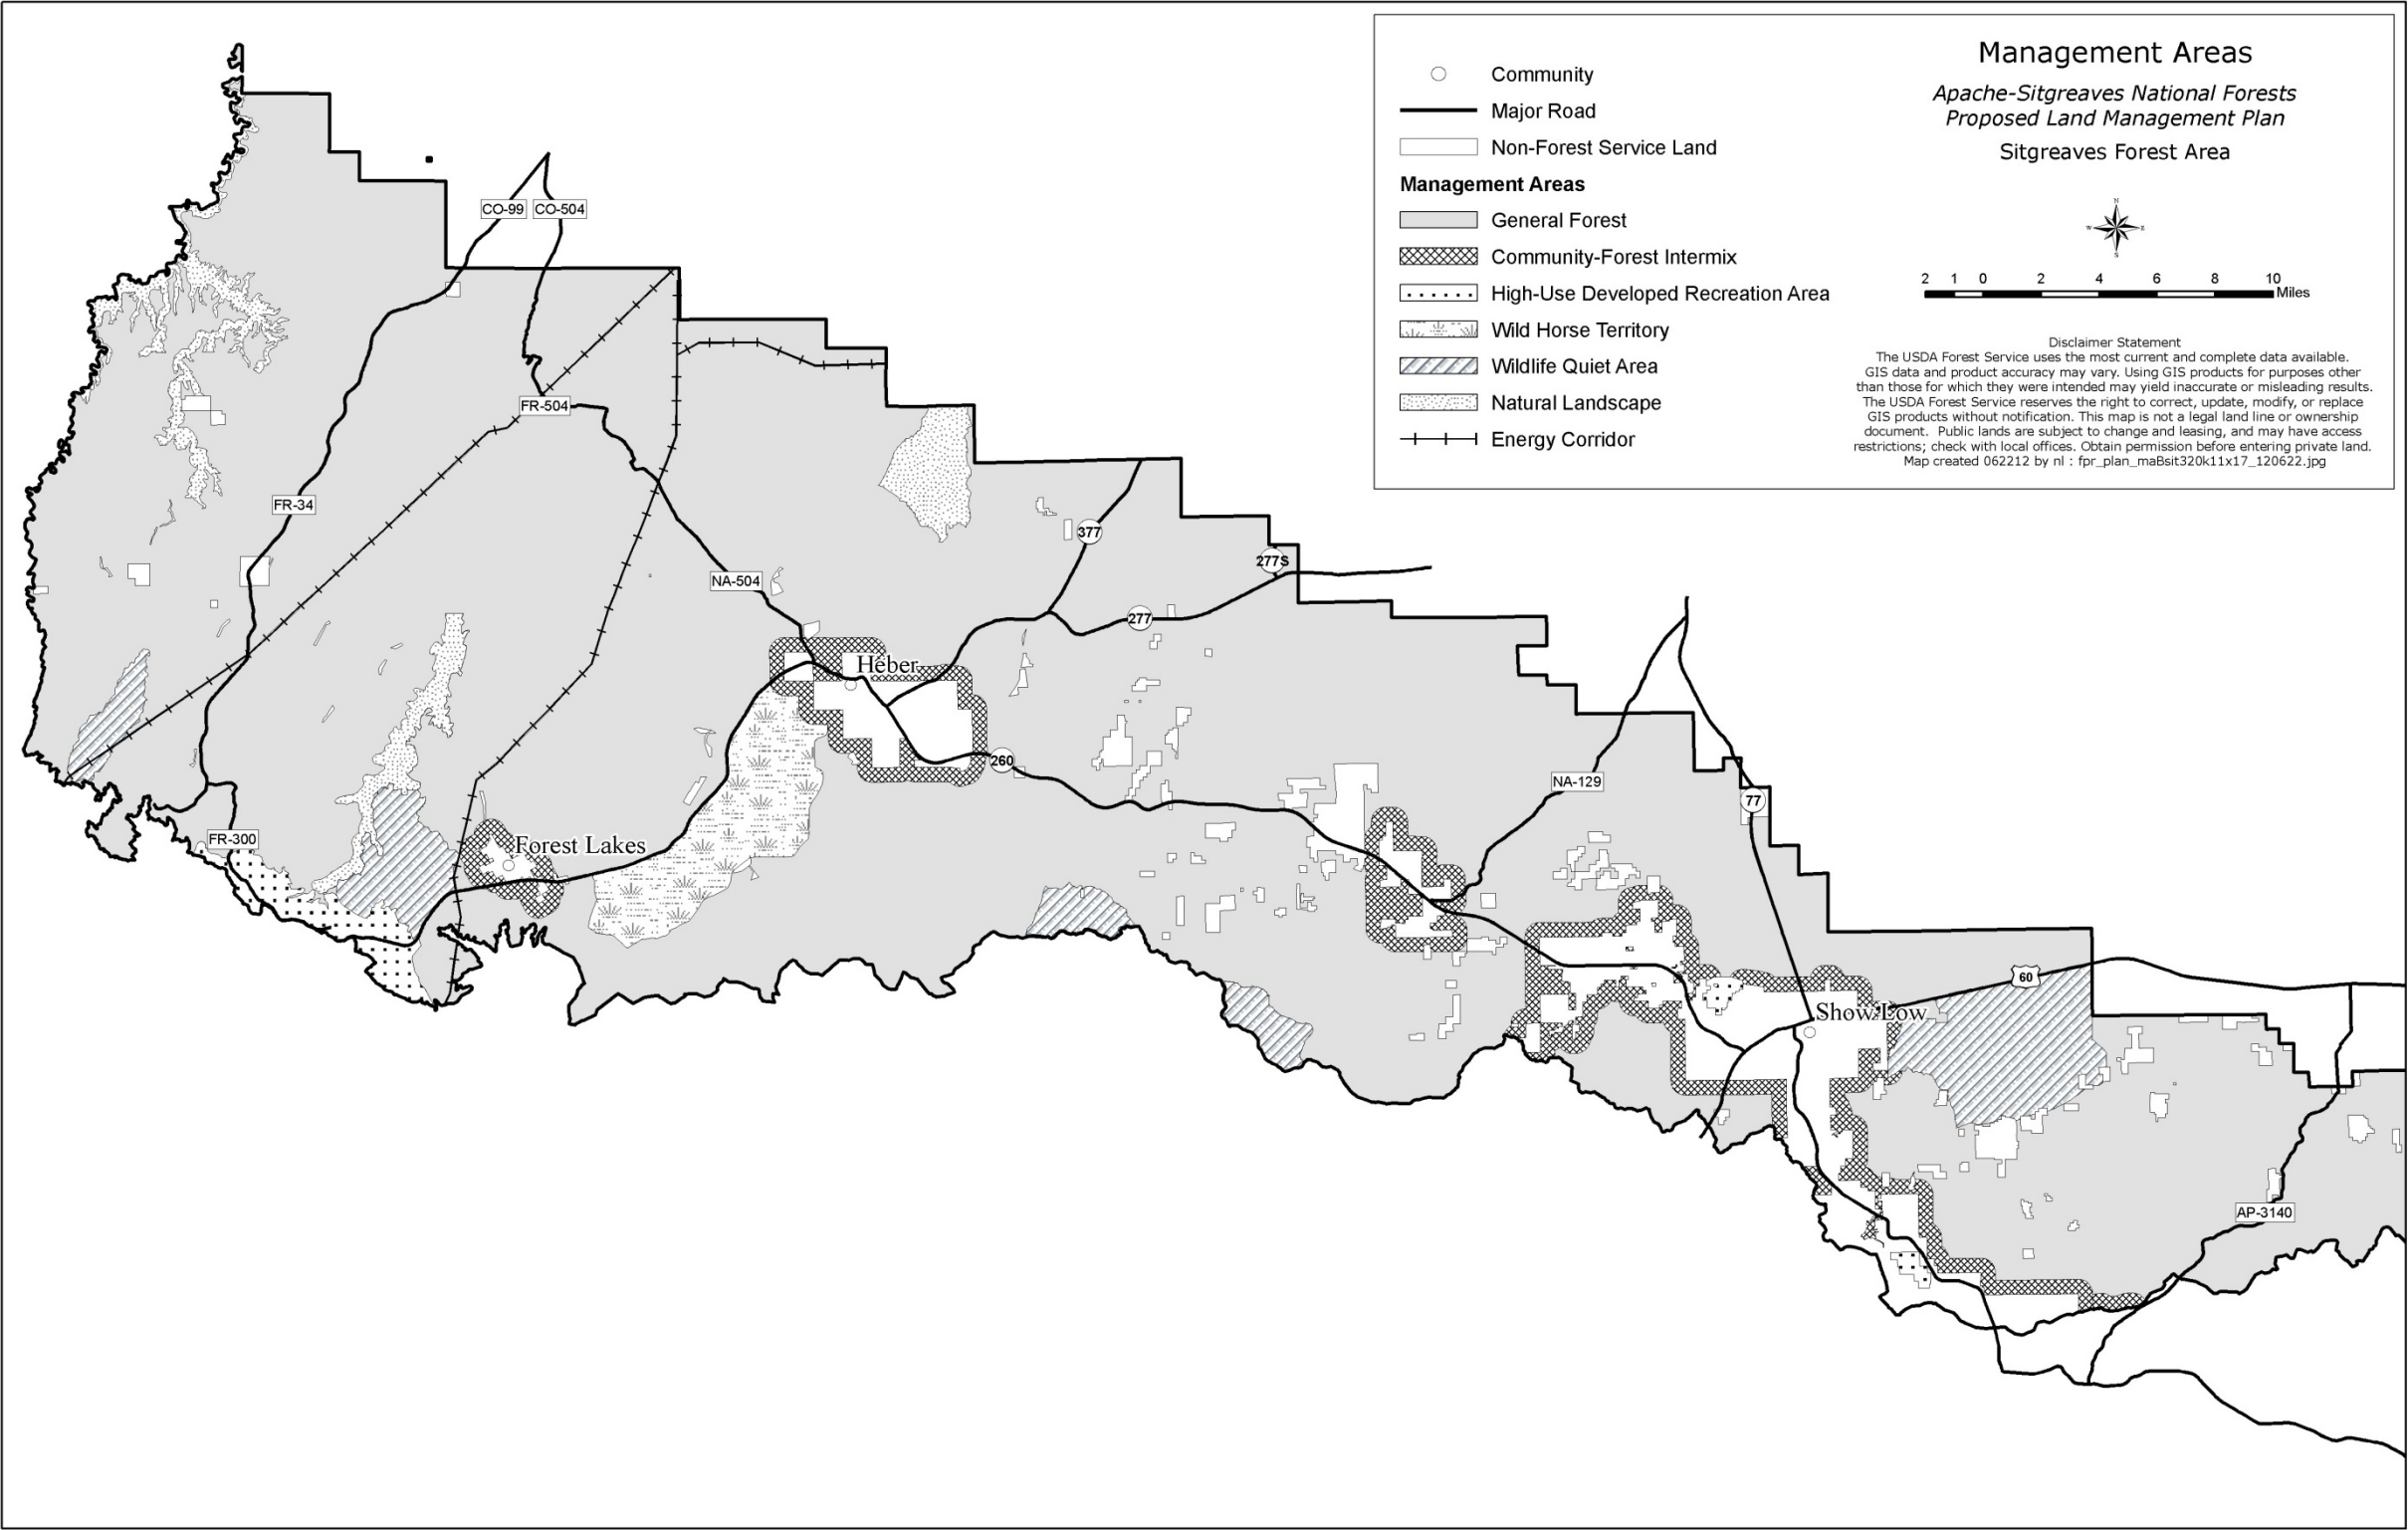 Management Areas
Apache-Sitgreaves National Forests
Proposed Land Management Plan
Sitgreaves Forest Area
Community
Major Road
Non-Forest Service Land
Management Areas
General Forest
Community-Forest Intermix
High-Use Developed Recreation Area
Wild Horse Territory
Wildlife Quiet Area
Natural Landscape
Energy Corridor
N
W E
S
2 1 0 2 4 6 8 10
Miles
Disclaimer Statement
The USDA Forest Service uses the most current and complete data available.
GIS data and product accuracy may vary. Using GIS products for purposes other
than those for which they were intended may yield inaccurate or misleading results.
The USDA Forest Service reserves the right to correct, update, modify, or replace
GIS products without notification. This map is not a legal land line or ownership
document. Public lands are subject to change and leasing, and may have access
restrictions; check with local offices. Obtain permission before entering private land.
Map created 062212 by nl : fpr_plan_maBsit320k11x17_120622.jpg
CO-99
CO-504
FR-504
FR-34
377
277S
NA-504
277
Heber
260
NA-129
77
FR-300
Forest Lakes
60
Show Low
AP-3140